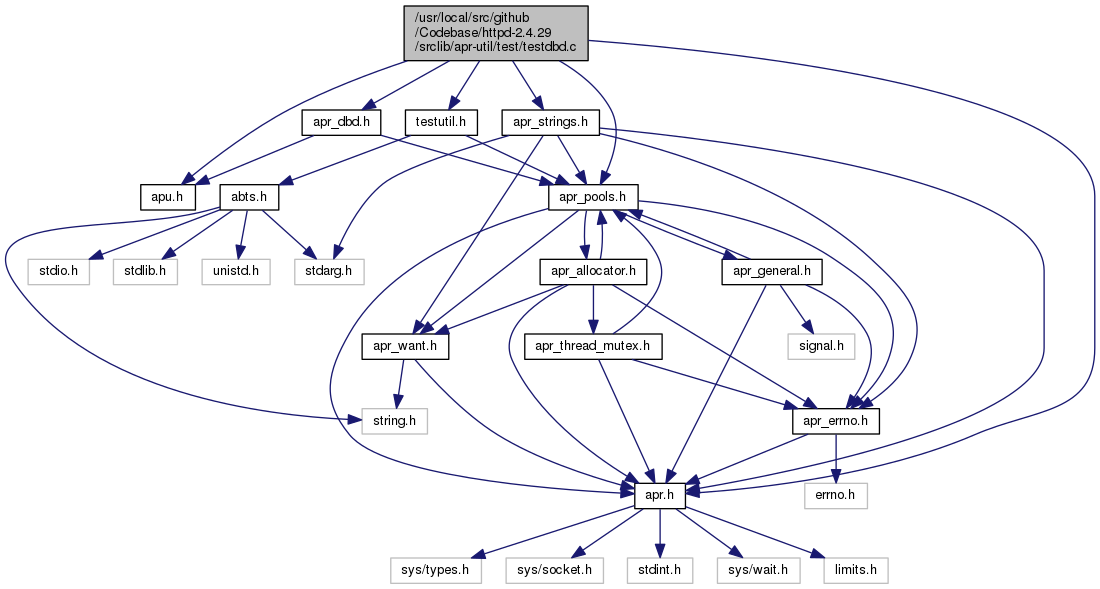 /usr/local/src/github
/Codebase/httpd-2.4.29
/srclib/apr-util/test/testdbd.c
apr_dbd.h
testutil.h
apr_strings.h
apu.h
abts.h
apr_pools.h
stdio.h
stdlib.h
unistd.h
stdarg.h
apr_allocator.h
apr_general.h
apr_want.h
apr_thread_mutex.h
signal.h
string.h
apr_errno.h
apr.h
errno.h
sys/types.h
sys/socket.h
stdint.h
sys/wait.h
limits.h